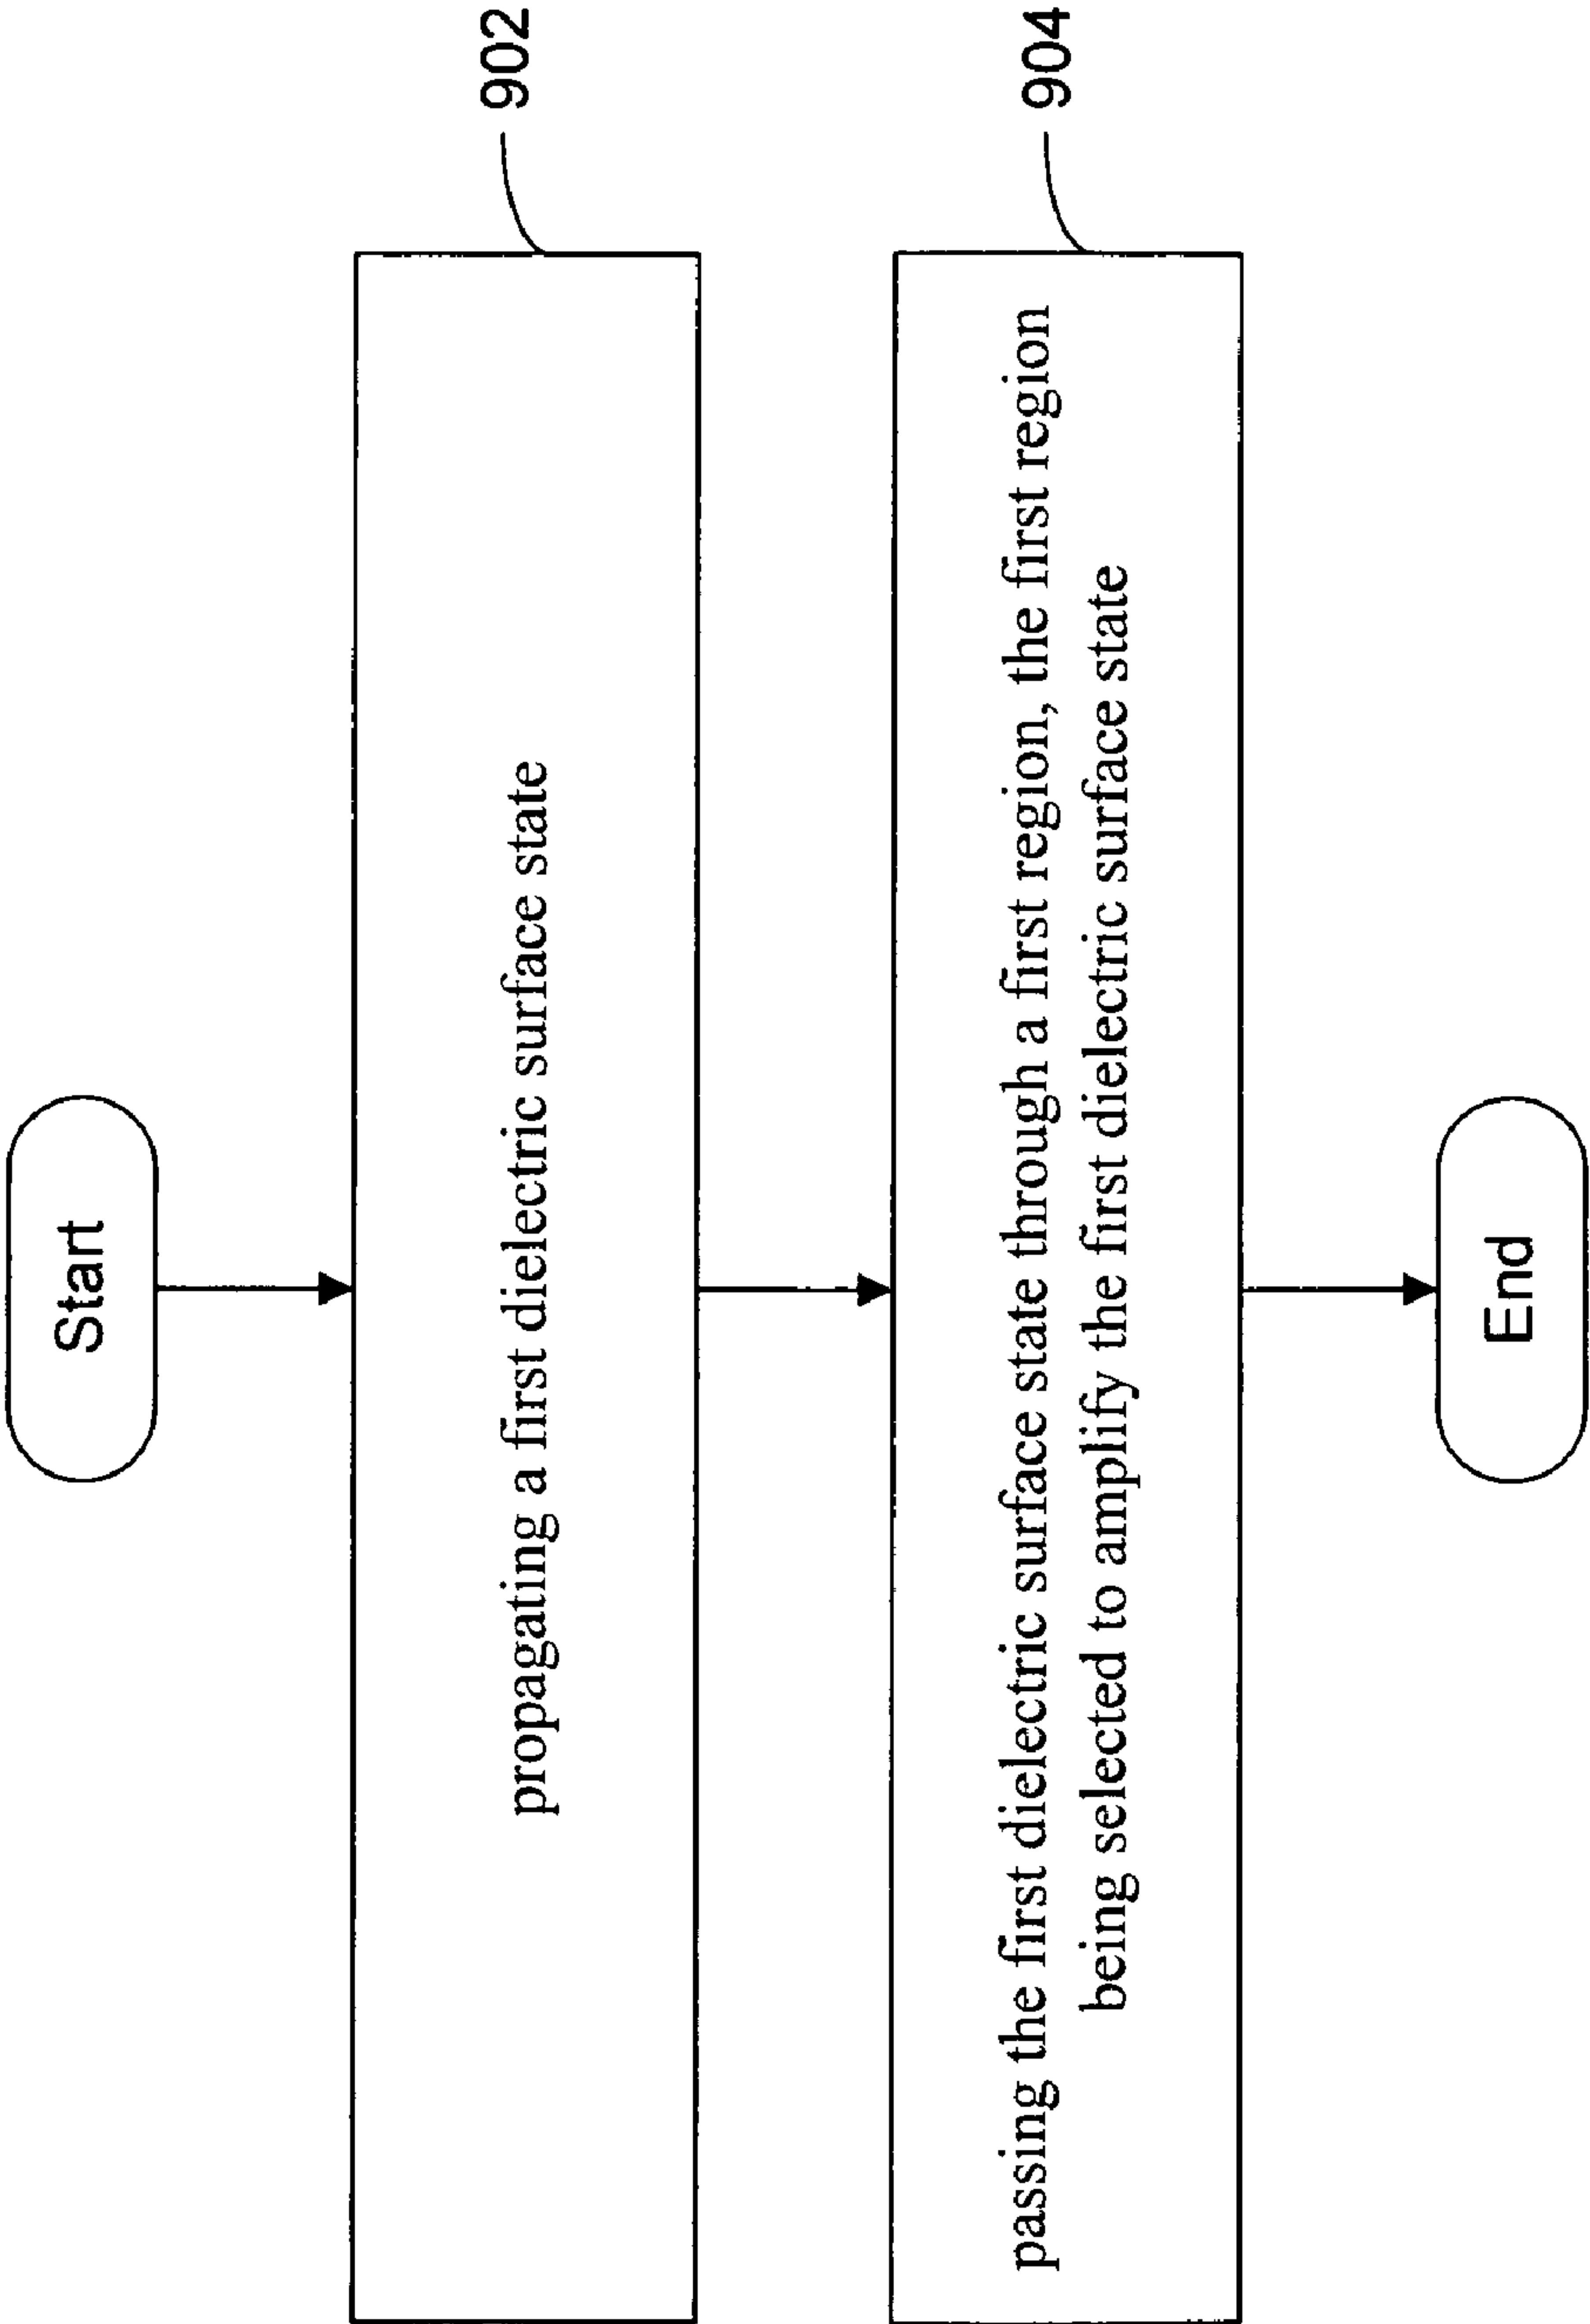 Start
propagating a first dielectric surface state
902
passing the first dielectric surface state through a first region, the first region
being selected to amplify the first dielectric surface state
904
End